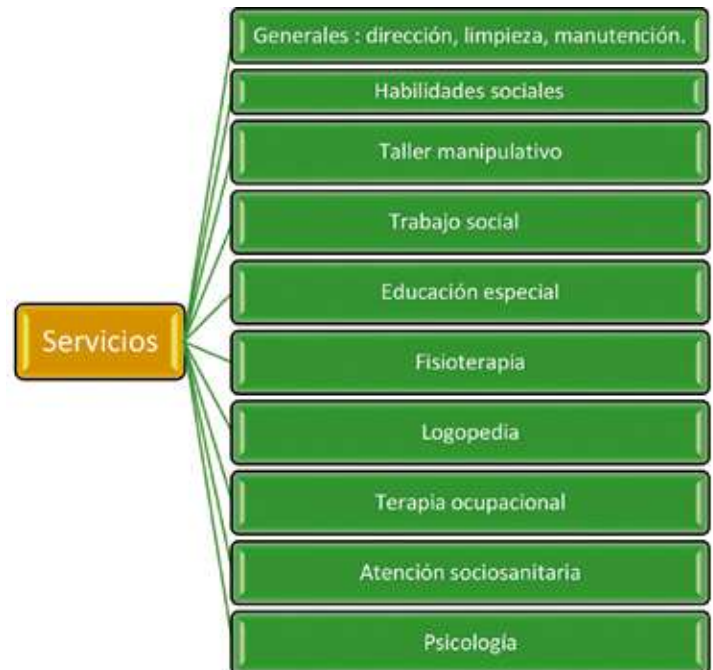 Generales : dirección, limpieza, manutención.
Habilidades sociales
Taller manipulativo
Trabajo social
Educación especial
Servicios
Fisioterapia
Logopedia
Terapia ocupacional
Atención sociosanitaria
Psicología